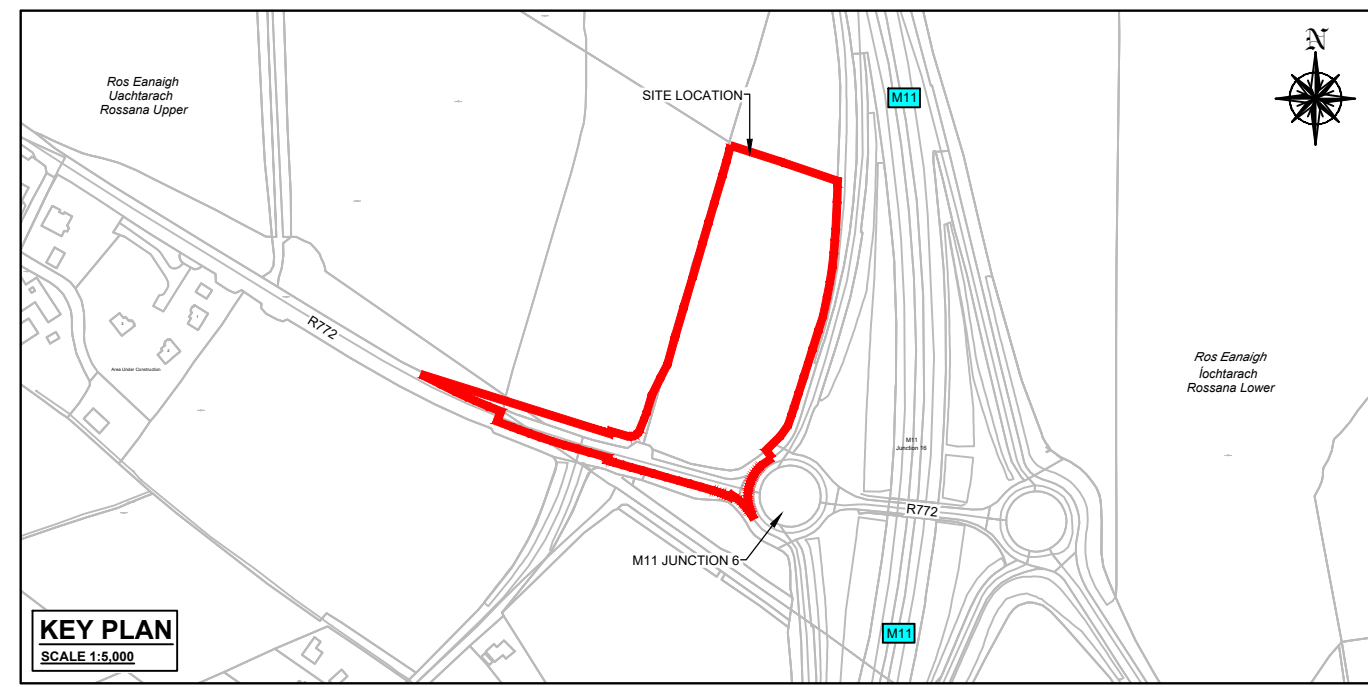 Ros Eanaigh
Uachtarach
Rossana Upper
SITE LOCATION
M11
N
R772
Area Under Construction
Ros Eanaigh
Íochtarach
Rossana Lower
M11
Junction 16
R772
M11 JUNCTION 6
M11
KEY PLAN
SCALE 1:5,000